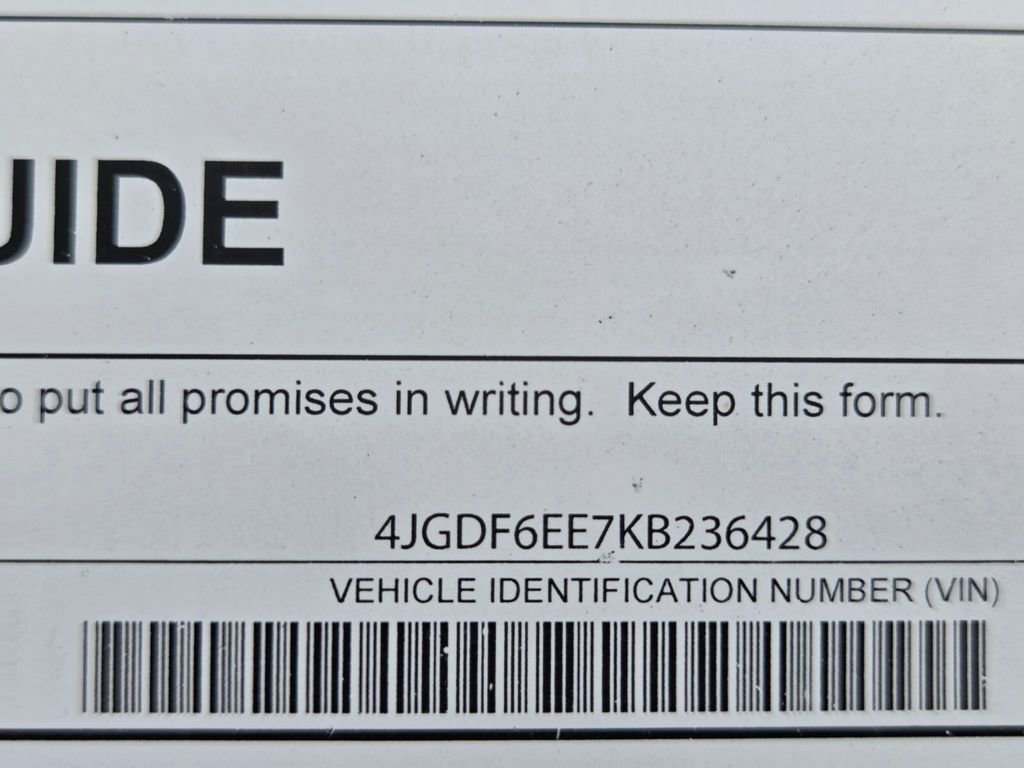 UIDE
o put all promises in writing. Keep this form.
4JGDF6EE7KB236428
VEHICLE IDENTIFICATION NUMBER (VIN)